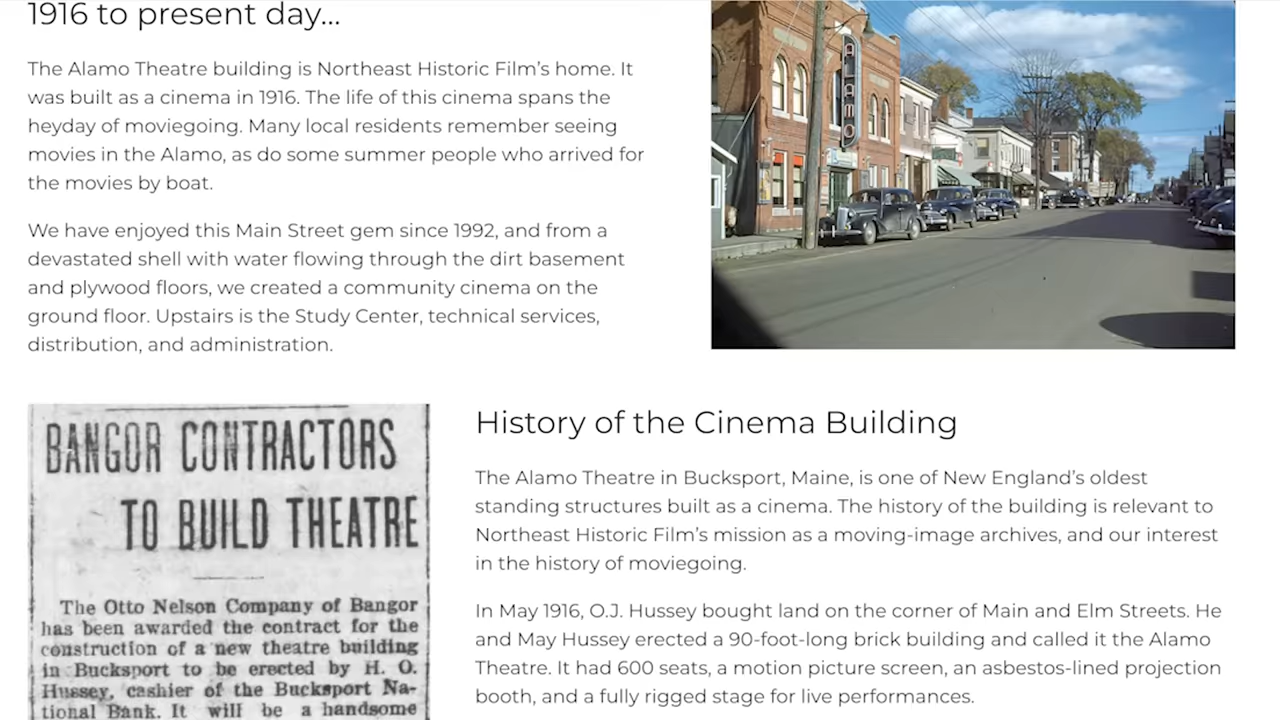 1916 to present day...
The Alamo Theatre building is Northeast Historic Film’s home. It
was built as a cinema in 1916. The life of this cinema spans the
heyday of moviegoing. Many local residents remember seeing
movies in the Alamo, as do some summer people who arrived for
the movies by boat.
We have enjoyed this Main Street gem since 1992, and from a
devastated shell with water flowing through the dirt basement
and plywood floors, we created a community cinema on the
ground floor. Upstairs is the Study Center, technical services,
distribution, and administration.
ALAMO
BANGOR CONTRACTORS
TO BUILD THEATRE
The Otto Nelson Company of Bangor
has been awarded the contract for the
construction of a new theatre building
in Bucksport to be erected by H. O.
Hussey, cashier of the Bucksport Na-
tional Bank. It will be a handsome
History of the Cinema Building
The Alamo Theatre in Bucksport, Maine, is one of New England’s oldest
standing structures built as a cinema. The history of the building is relevant to
Northeast Historic Film’s mission as a moving-image archives, and our interest
in the history of moviegoing.
In May 1916, O.J. Hussey bought land on the corner of Main and Elm Streets. He
and May Hussey erected a 90-foot-long brick building and called it the Alamo
Theatre. It had 600 seats, a motion picture screen, an asbestos-lined projection
booth, and a fully rigged stage for live performances.